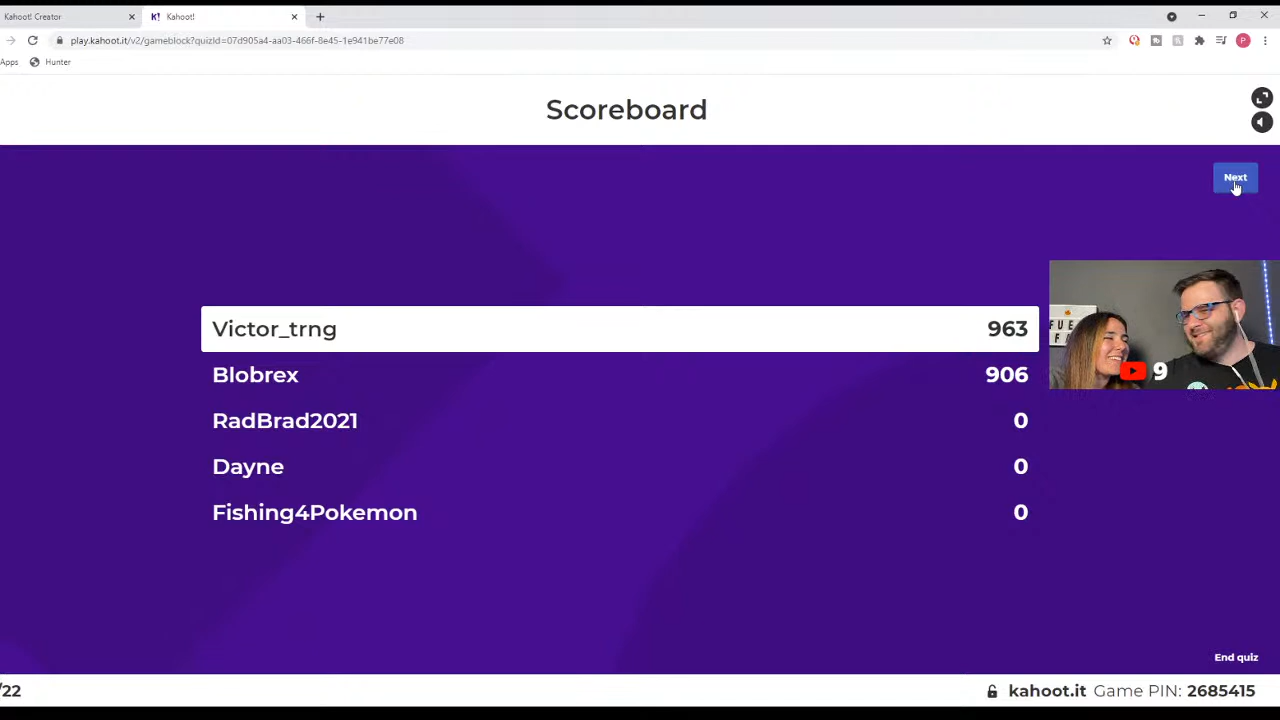 Kahoot! Creator
K! Kahoot!
play.kahoot.it/v2/gameblock?quizId=07d905a4-aa03-466f-8e45-1e941be77e08
P
Apps
Hunter
Scoreboard
Next
Victor_trng 963
Blobrex 906
RadBrad2021 0
Dayne 0
Fishing4Pokemon 0
9
End quiz
/22
kahoot.it Game PIN: 2685415